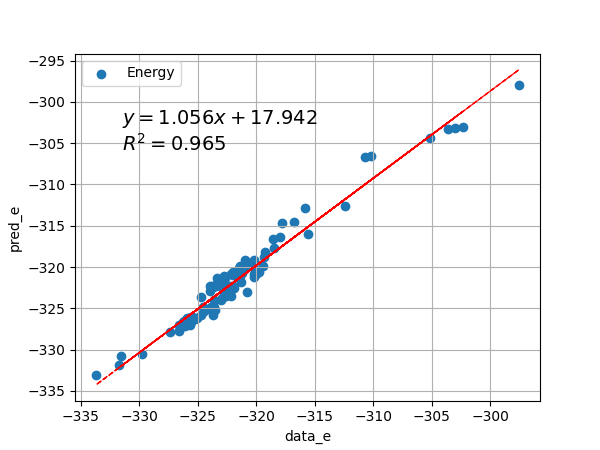 −295
−300
−305
−310
−315
−320
−325
−330
−335
pred_e
Energy
y = 1.056x + 17.942
R² = 0.965
−335 −330 −325 −320 −315 −310 −305 −300
data_e